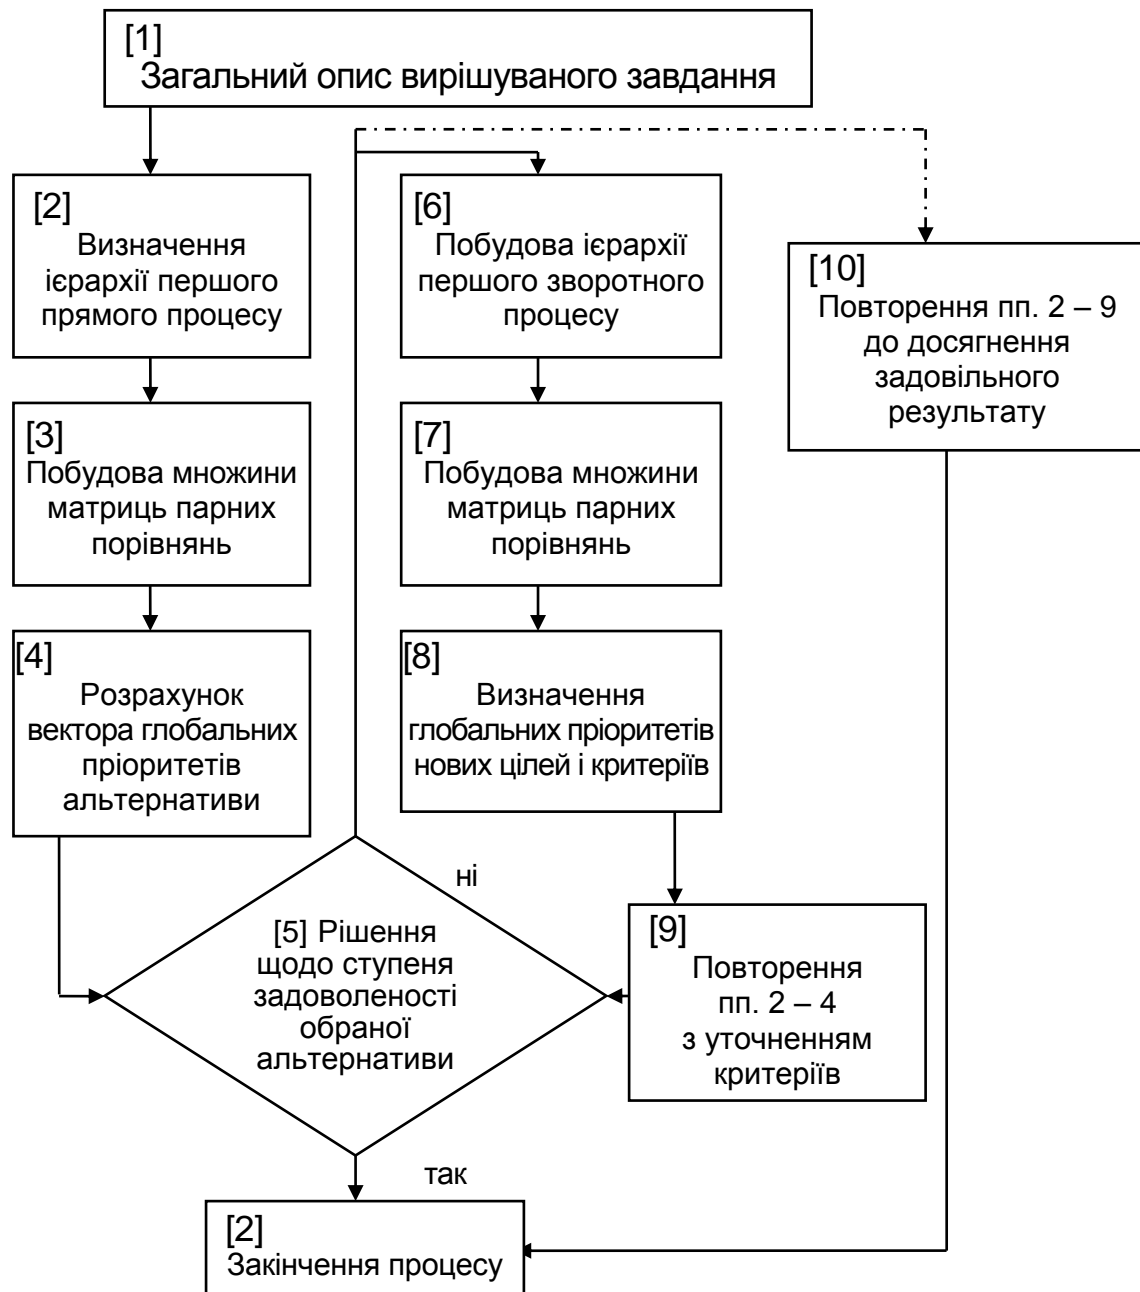 [1]
Загальний опис вирішуваного завдання
[2]
Визначення
ієрархії першого
прямого процесу
[3]
Побудова множини
матриць парних
порівнянь
[4]
Розрахунок
вектора глобальних
пріоритетів
альтернативи
[5] Рішення
щодо ступеня
задоволеності
обраної
альтернативи
ні
так
[6]
Побудова ієрархії
першого зворотного
процесу
[7]
Побудова множини
матриць парних
порівнянь
[8]
Визначення
глобальних пріоритетів
нових цілей і критеріїв
[9]
Повторення
пп. 2 – 4
з уточненням
критеріїв
[10]
Повторення пп. 2 – 9
до досягнення
задовільного
результату
[2]
Закінчення процесу